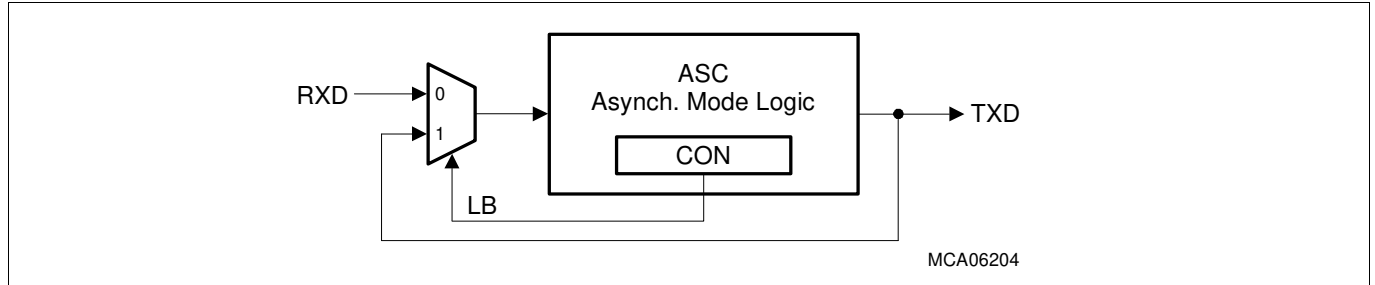 ASC
Asynch. Mode Logic
RXD
0
TXD
1
CON
LB
MCA06204